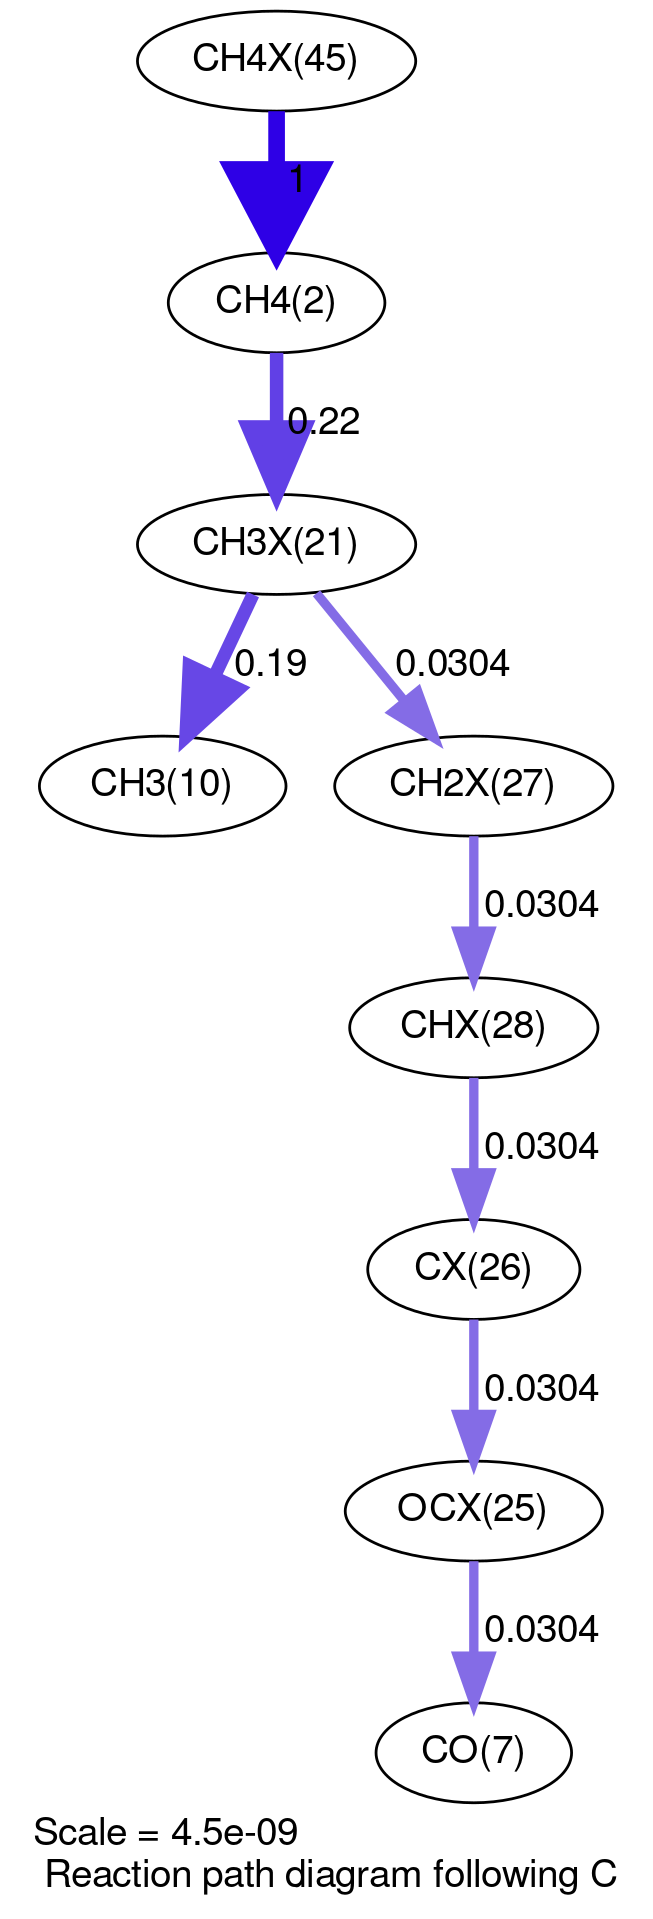 CH4X(45)
1
CH4(2)
0.22
CH3X(21)
0.19
0.0304
CH3(10)
CH2X(27)
0.0304
CHX(28)
0.0304
CX(26)
0.0304
OCX(25)
0.0304
CO(7)
Scale = 4.5e-09
Reaction path diagram following C